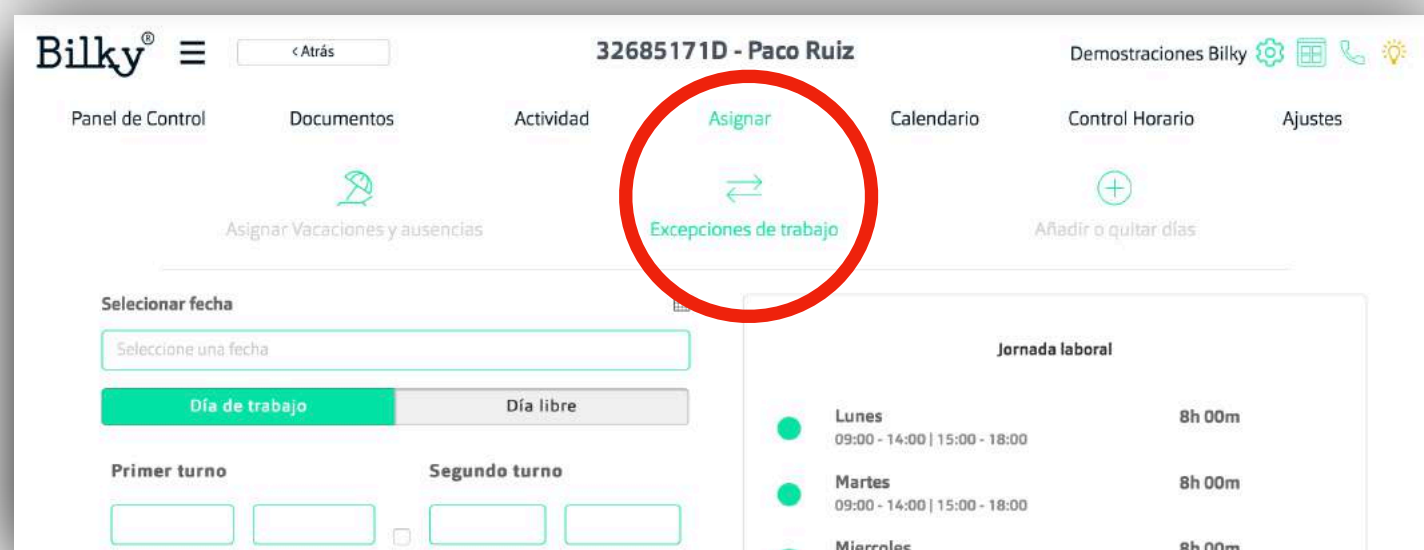 Bilky®
< Atrás
32685171D - Paco Ruiz
Demostraciones Bilky
Panel de Control
Documentos
Actividad
Asignar
Calendario
Control Horario
Ajustes
Asignar Vacaciones y ausencias
Excepciones de trabajo
Añadir o quitar días
Selecionar fecha
Seleccione una fecha
Día de trabajo
Día libre
Primer turno
Segundo turno
Jornada laboral
Lunes
8h 00m
09:00 - 14:00 | 15:00 - 18:00
Martes
8h 00m
09:00 - 14:00 | 15:00 - 18:00
Miercoles
8h 00m